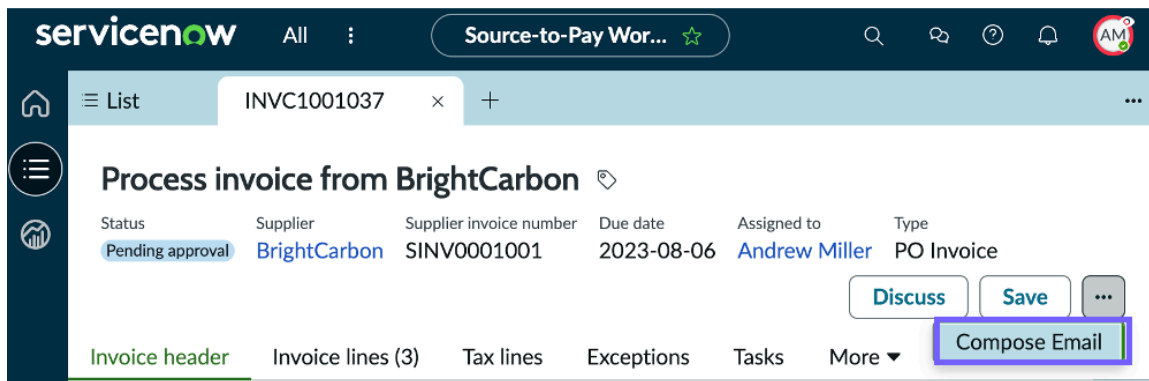 servicenow All Source-to-Pay Wor... AM
List INVC1001037
Process invoice from BrightCarbon
Status Supplier Supplier invoice number Due date Assigned to Type
Pending approval BrightCarbon SINV0001001 2023-08-06 Andrew Miller PO Invoice
Discuss Save ...
Compose Email
Invoice header Invoice lines (3) Tax lines Exceptions Tasks More